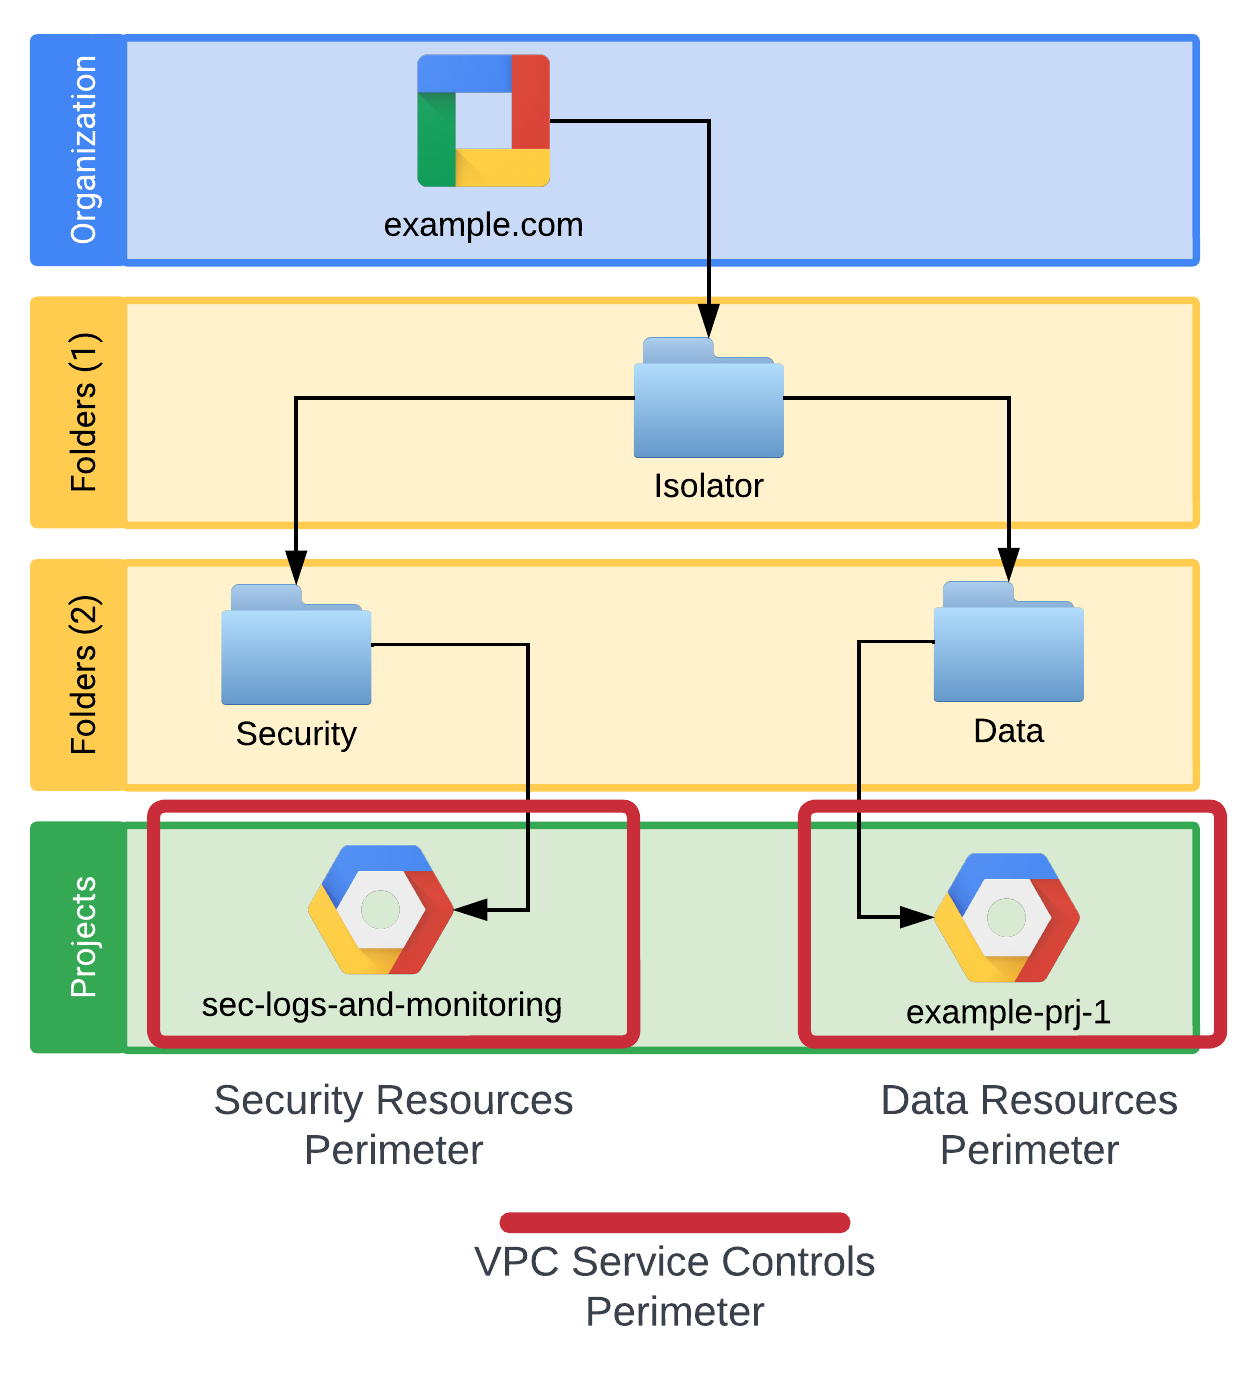 Organization
example.com
Folders (1)
Isolator
Folders (2)
Security
Data
Projects
sec-logs-and-monitoring
example-prj-1
Security Resources
Perimeter
Data Resources
Perimeter
VPC Service Controls
Perimeter